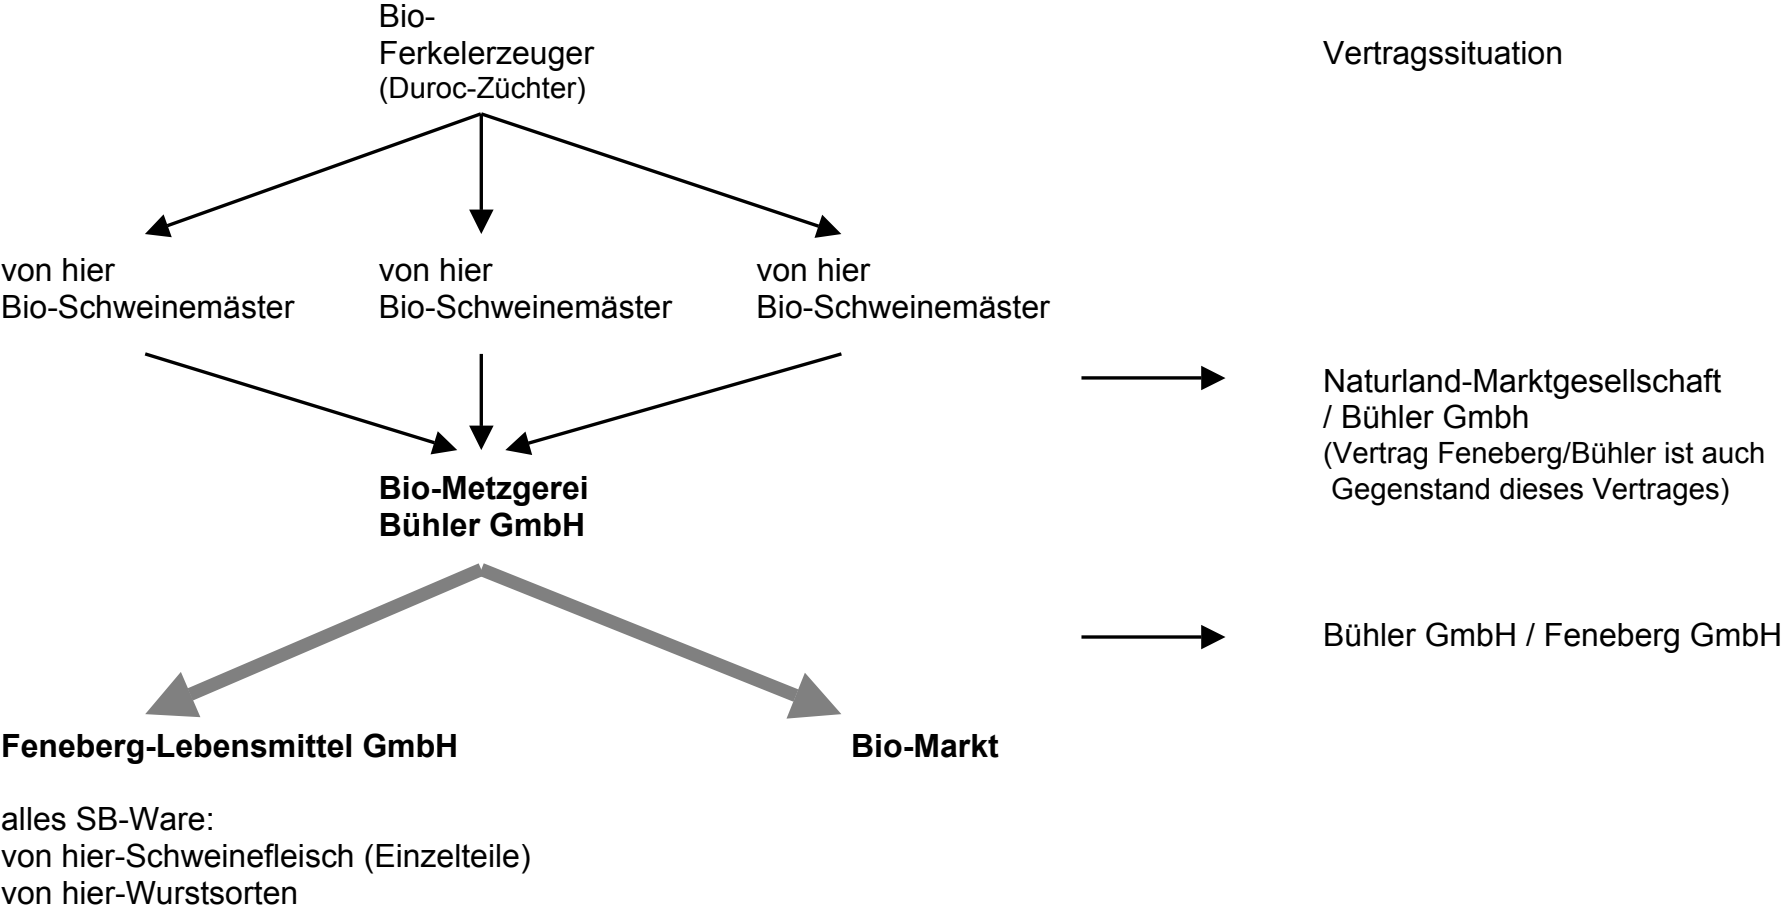 Bio-
Ferkelerzeuger
(Duroc-Züchter)
Vertragssituation
von hier
Bio-Schweinemäster
von hier
Bio-Schweinemäster
von hier
Bio-Schweinemäster
Naturland-Marktgesellschaft
/ Bühler Gmbh
(Vertrag Feneberg/Bühler ist auch
Gegenstand dieses Vertrages)
Bio-Metzgerei
Bühler GmbH
Bühler GmbH / Feneberg GmbH
Feneberg-Lebensmittel GmbH
Bio-Markt
alles SB-Ware:
von hier-Schweinefleisch (Einzelteile)
von hier-Wurstsorten